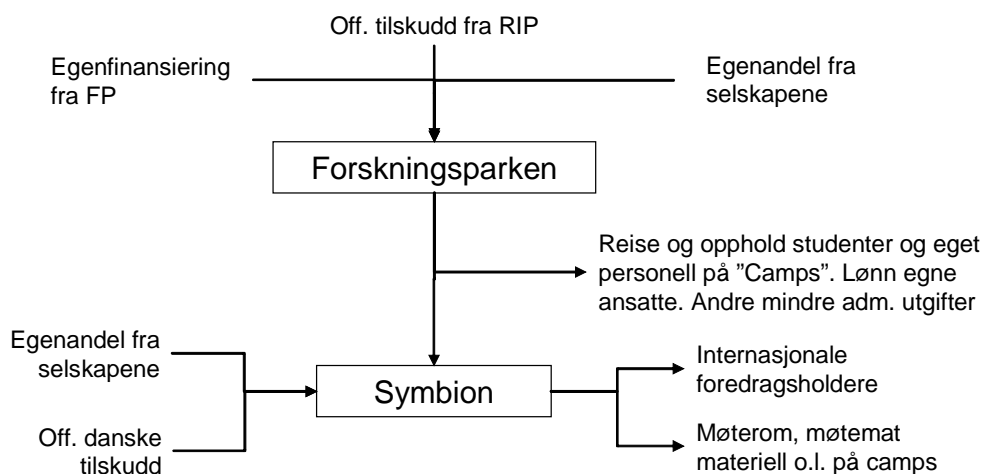 Off. tilskudd fra RIP
Egenfinansiering
fra FP
Egenandel fra
selskapene
Forskningsparken
Reise og opphold studenter og eget
personell på ”Camps”. Lønn egne
ansatte. Andre mindre adm. utgifter
Egenandel fra
selskapene
Symbion
Internasjonale
foredragsholdere
Off. danske
tilskudd
Møterom, møtemat
materiell o.l. på camps